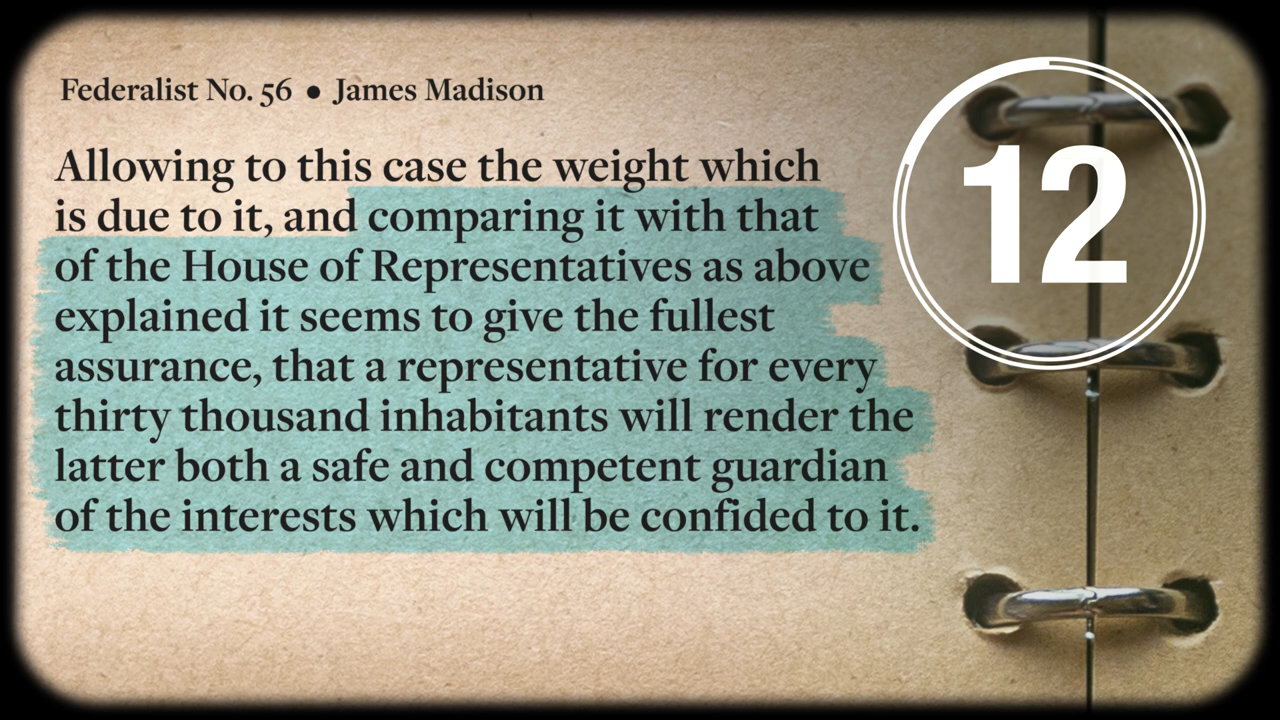 Federalist No. 56 • James Madison
Allowing to this case the weight which
is due to it, and comparing it with that
of the House of Representatives as above
explained it seems to give the fullest
assurance, that a representative for every
thirty thousand inhabitants will render the
latter both a safe and competent guardian
of the interests which will be confided to it.
12